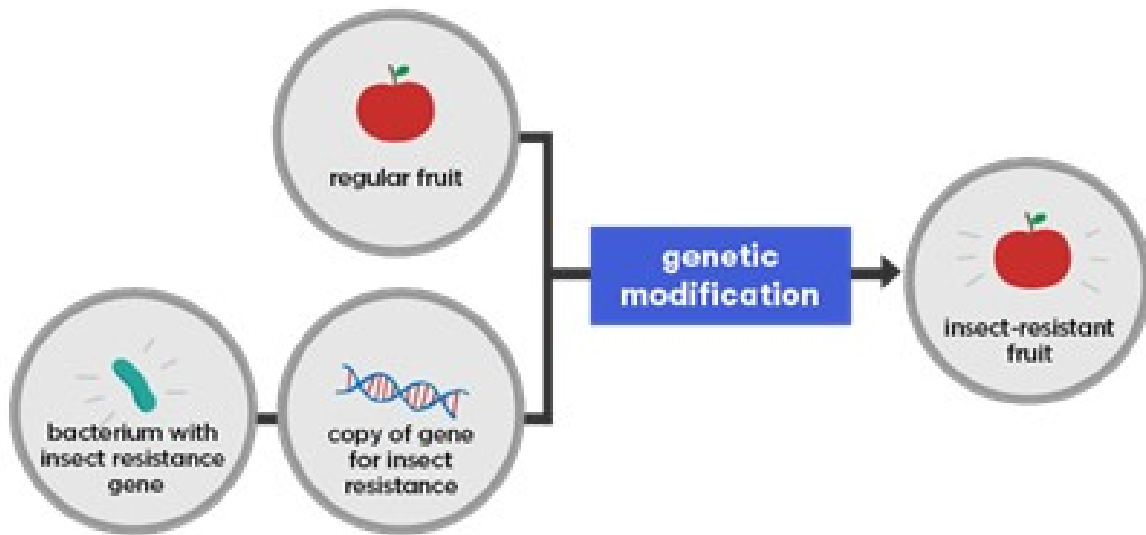 regular fruit
genetic
modification
insect-resistant
fruit
bacterium with
insect resistance
gene
copy of gene
for insect
resistance